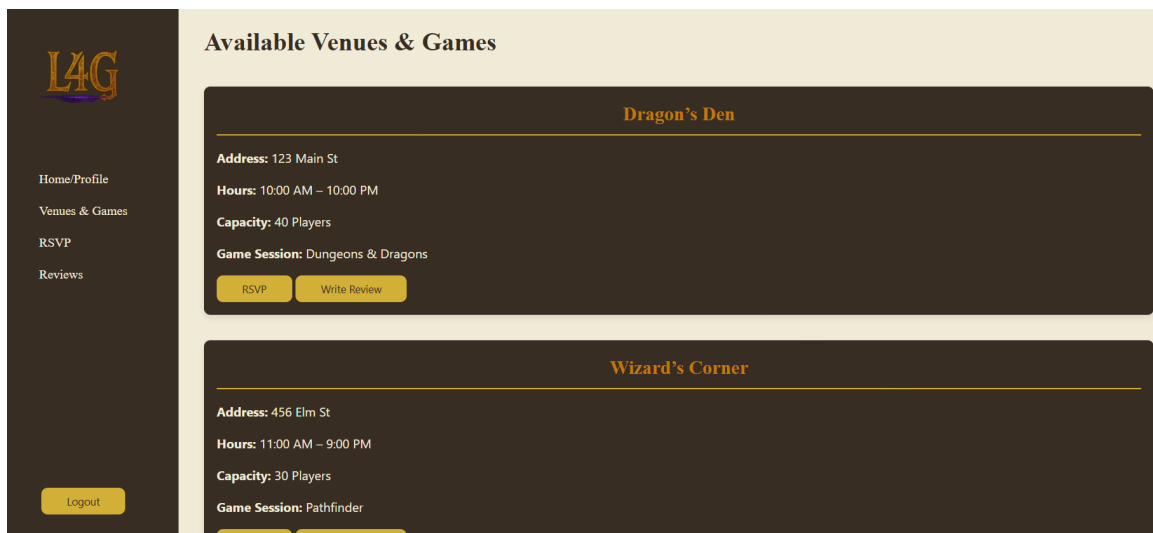 L4G
Home/Profile
Venues & Games
RSVP
Reviews
Logout
Available Venues & Games
Dragon’s Den
Address: 123 Main St
Hours: 10:00 AM – 10:00 PM
Capacity: 40 Players
Game Session: Dungeons & Dragons
RSVP
Write Review
Wizard’s Corner
Address: 456 Elm St
Hours: 11:00 AM – 9:00 PM
Capacity: 30 Players
Game Session: Pathfinder